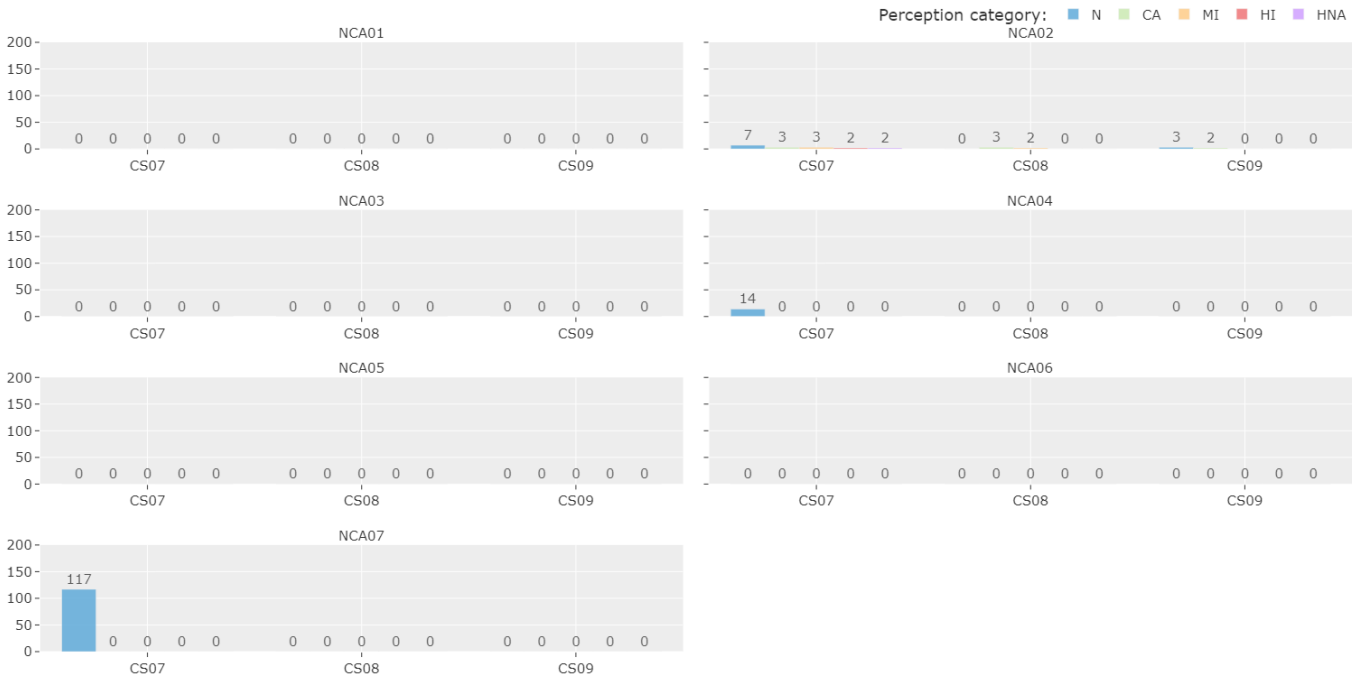 Perception category: N CA MI HI HNA
NCA01 NCA02
200
150
100
50
0
0 0 0 0 0 0 0 0 0 0 0 0 0 0 0
CS07 CS08 CS09
7 3 3 2 2 0 3 2 0 0 3 2 0 0 0
CS07 CS08 CS09
NCA03 NCA04
200
150
100
50
0
0 0 0 0 0 0 0 0 0 0 0 0 0 0 0
CS07 CS08 CS09
14 0 0 0 0 0 0 0 0 0 0 0 0 0 0
CS07 CS08 CS09
NCA05 NCA06
200
150
100
50
0
0 0 0 0 0 0 0 0 0 0 0 0 0 0 0
CS07 CS08 CS09
0 0 0 0 0 0 0 0 0 0 0 0 0 0 0
CS07 CS08 CS09
NCA07
200
150
100
50
0
117 0 0 0 0 0 0 0 0 0 0 0 0 0 0
CS07 CS08 CS09